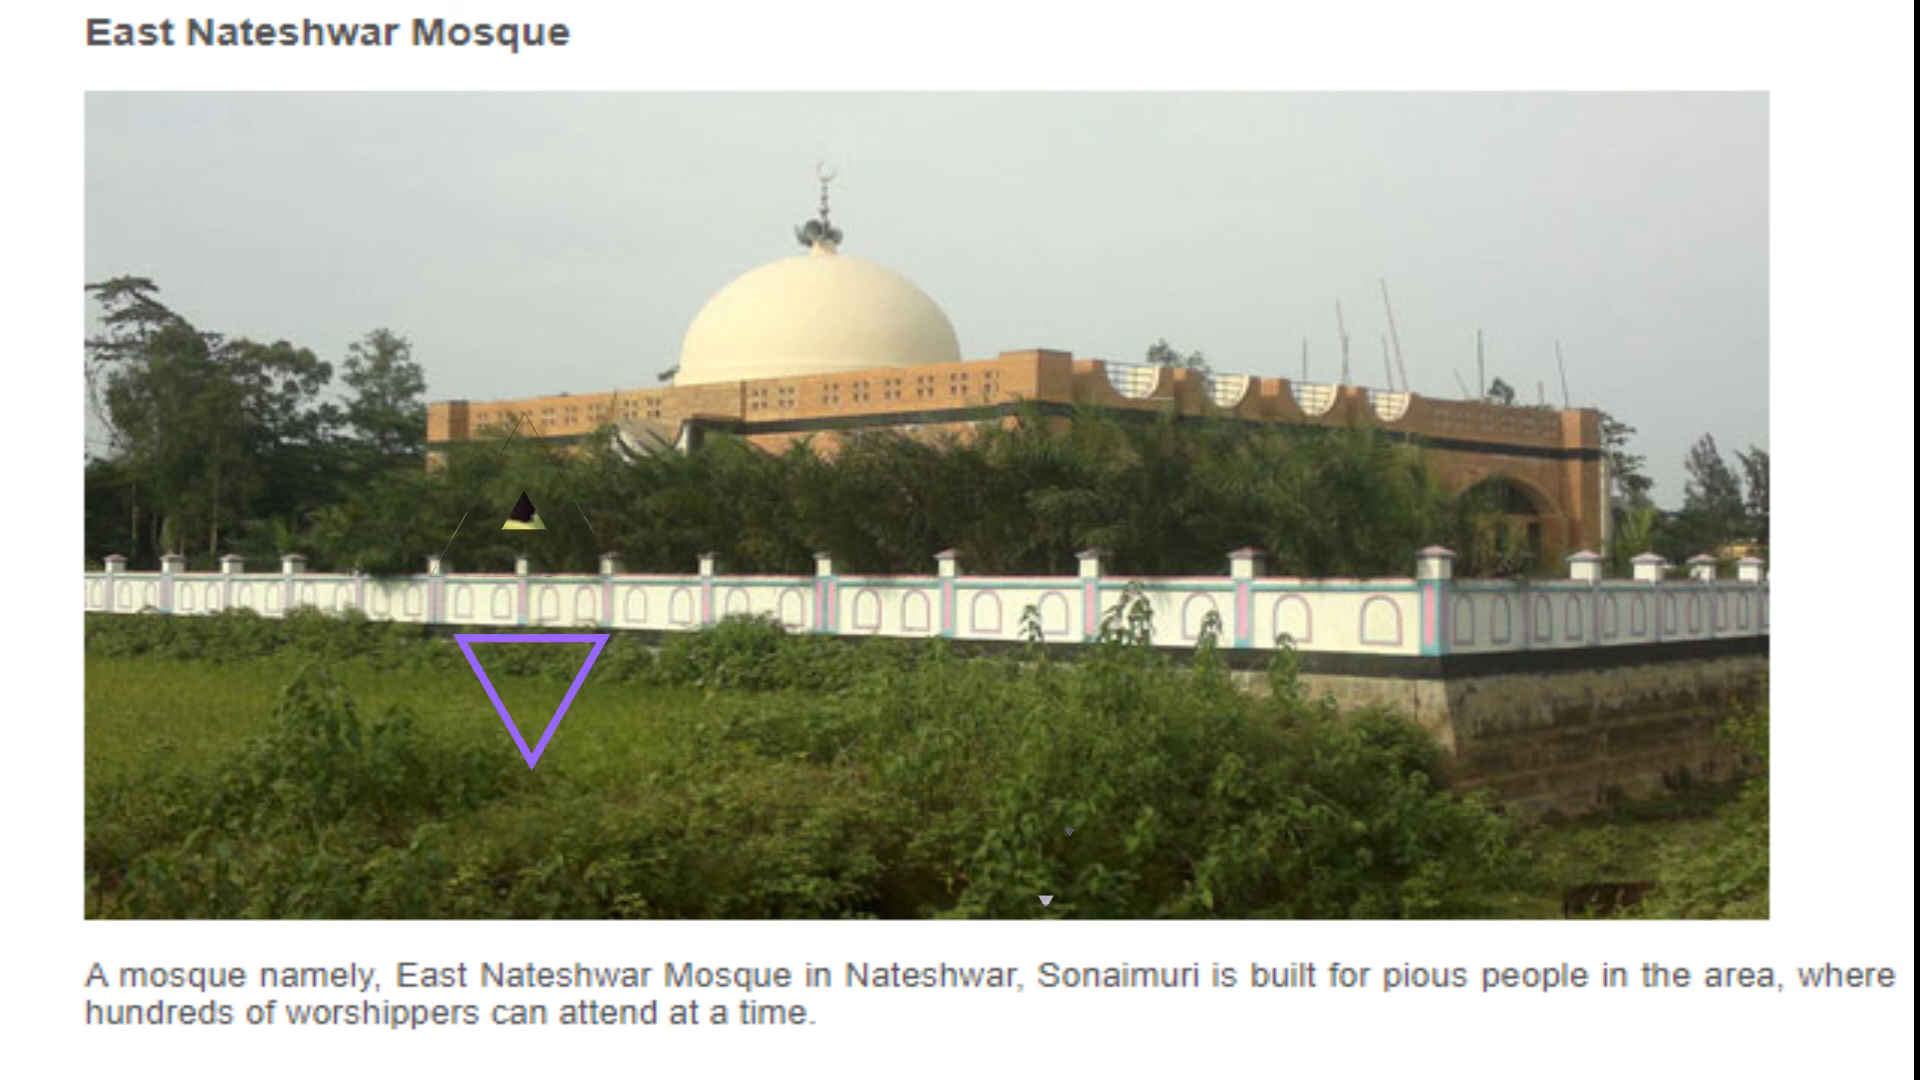 East Nateshwar Mosque
A mosque namely, East Nateshwar Mosque in Nateshwar, Sonaimuri is built for pious people in the area, where
hundreds of worshippers can attend at a time.